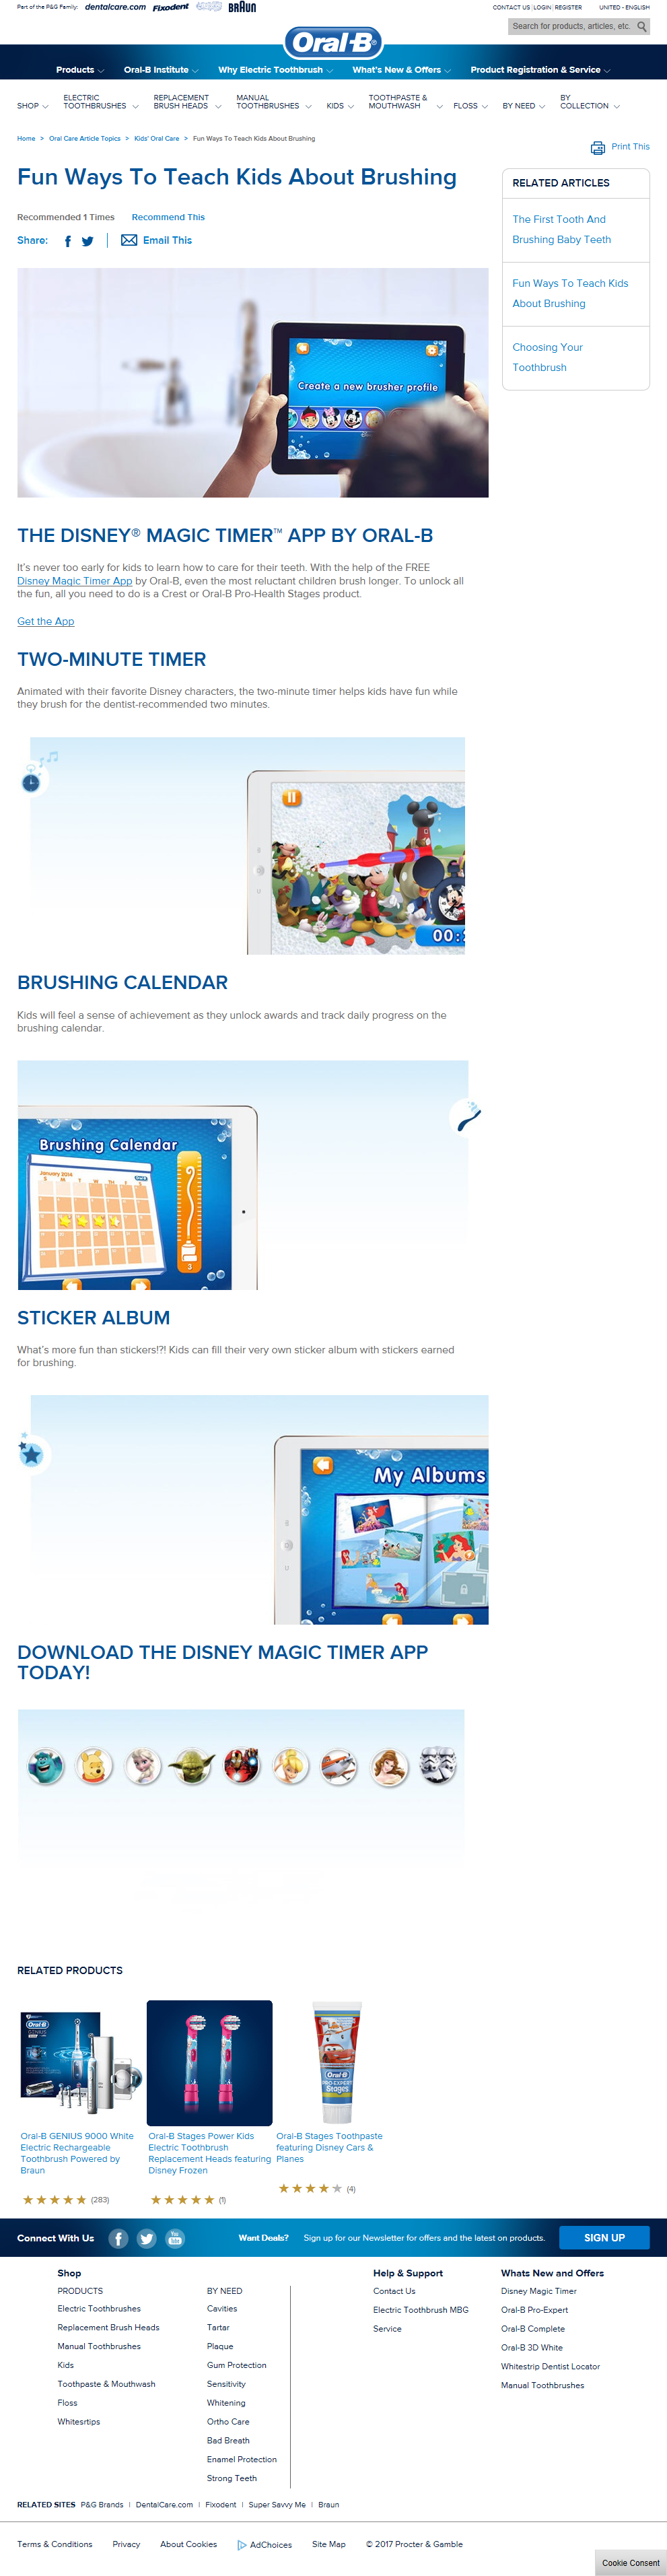 Part of the P&G Family: dentalcare.com Fixodent BRAUN
CONTACT US | LOGIN | REGISTER UNITED - ENGLISH
Search for products, articles, etc.
Oral-B
Products Oral-B Institute Why Electric Toothbrush What's New & Offers Product Registration & Service
SHOP ELECTRIC TOOTHBRUSHES REPLACEMENT BRUSH HEADS MANUAL TOOTHBRUSHES KIDS TOOTHPASTE & MOUTHWASH FLOSS BY NEED BY COLLECTION
Home > Oral Care Article Topics > Kids' Oral Care > Fun Ways To Teach Kids About Brushing
Print This
Fun Ways To Teach Kids About Brushing
Recommended 1 Times Recommend This
Share: Email This
RELATED ARTICLES
The First Tooth And
Brushing Baby Teeth
Fun Ways To Teach Kids
About Brushing
Choosing Your
Toothbrush
Create a new brusher profile
THE DISNEY® MAGIC TIMER™ APP BY ORAL-B
It's never too early for kids to learn how to care for their teeth. With the help of the FREE
Disney Magic Timer App by Oral-B, even the most reluctant children brush longer. To unlock all
the fun, all you need to do is a Crest or Oral-B Pro-Health Stages product.
Get the App
TWO-MINUTE TIMER
Animated with their favorite Disney characters, the two-minute timer helps kids have fun while
they brush for the dentist-recommended two minutes.
BRUSHING CALENDAR
Kids will feel a sense of achievement as they unlock awards and track daily progress on the
brushing calendar.
Brushing Calendar
January 2014
Oral-B
3
STICKER ALBUM
What's more fun than stickers!?! Kids can fill their very own sticker album with stickers earned
for brushing.
My Albums
DOWNLOAD THE DISNEY MAGIC TIMER APP
TODAY!
RELATED PRODUCTS
Oral-B
Stages
Oral-B GENIUS 9000 White
Electric Rechargeable
Toothbrush Powered by
Braun
(283)
Oral-B Stages Power Kids
Electric Toothbrush
Replacement Heads featuring
Disney Frozen
(1)
Oral-B Stages Toothpaste
featuring Disney Cars &
Planes
(4)
Connect With Us Want Deals? Sign up for our Newsletter for offers and the latest on products. SIGN UP
Shop
PRODUCTS
Electric Toothbrushes
Replacement Brush Heads
Manual Toothbrushes
Kids
Toothpaste & Mouthwash
Floss
Whitesrtips
BY NEED
Cavities
Tartar
Plaque
Gum Protection
Sensitivity
Whitening
Ortho Care
Bad Breath
Enamel Protection
Strong Teeth
Help & Support
Contact Us
Electric Toothbrush MBG
Service
Whats New and Offers
Disney Magic Timer
Oral-B Pro-Expert
Oral-B Complete
Oral-B 3D White
Whitestrip Dentist Locator
Manual Toothbrushes
RELATED SITES P&G Brands | DentalCare.com | Fixodent | Super Savvy Me | Braun
Terms & Conditions Privacy About Cookies AdChoices Site Map © 2017 Procter & Gamble
Cookie Consent